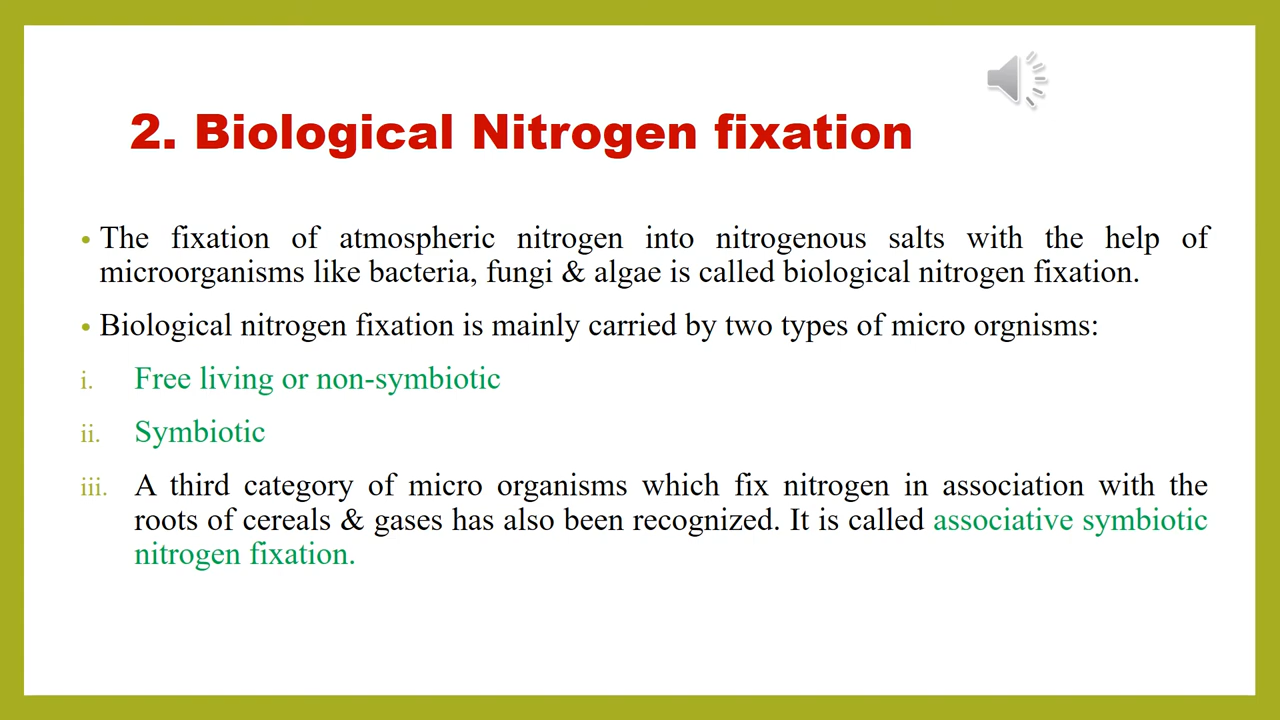 2. Biological Nitrogen fixation
• The fixation of atmospheric nitrogen into nitrogenous salts with the help of
microorganisms like bacteria, fungi & algae is called biological nitrogen fixation.
• Biological nitrogen fixation is mainly carried by two types of micro orgnisms:
i. Free living or non-symbiotic
ii. Symbiotic
iii. A third category of micro organisms which fix nitrogen in association with the
roots of cereals & gases has also been recognized. It is called associative symbiotic
nitrogen fixation.